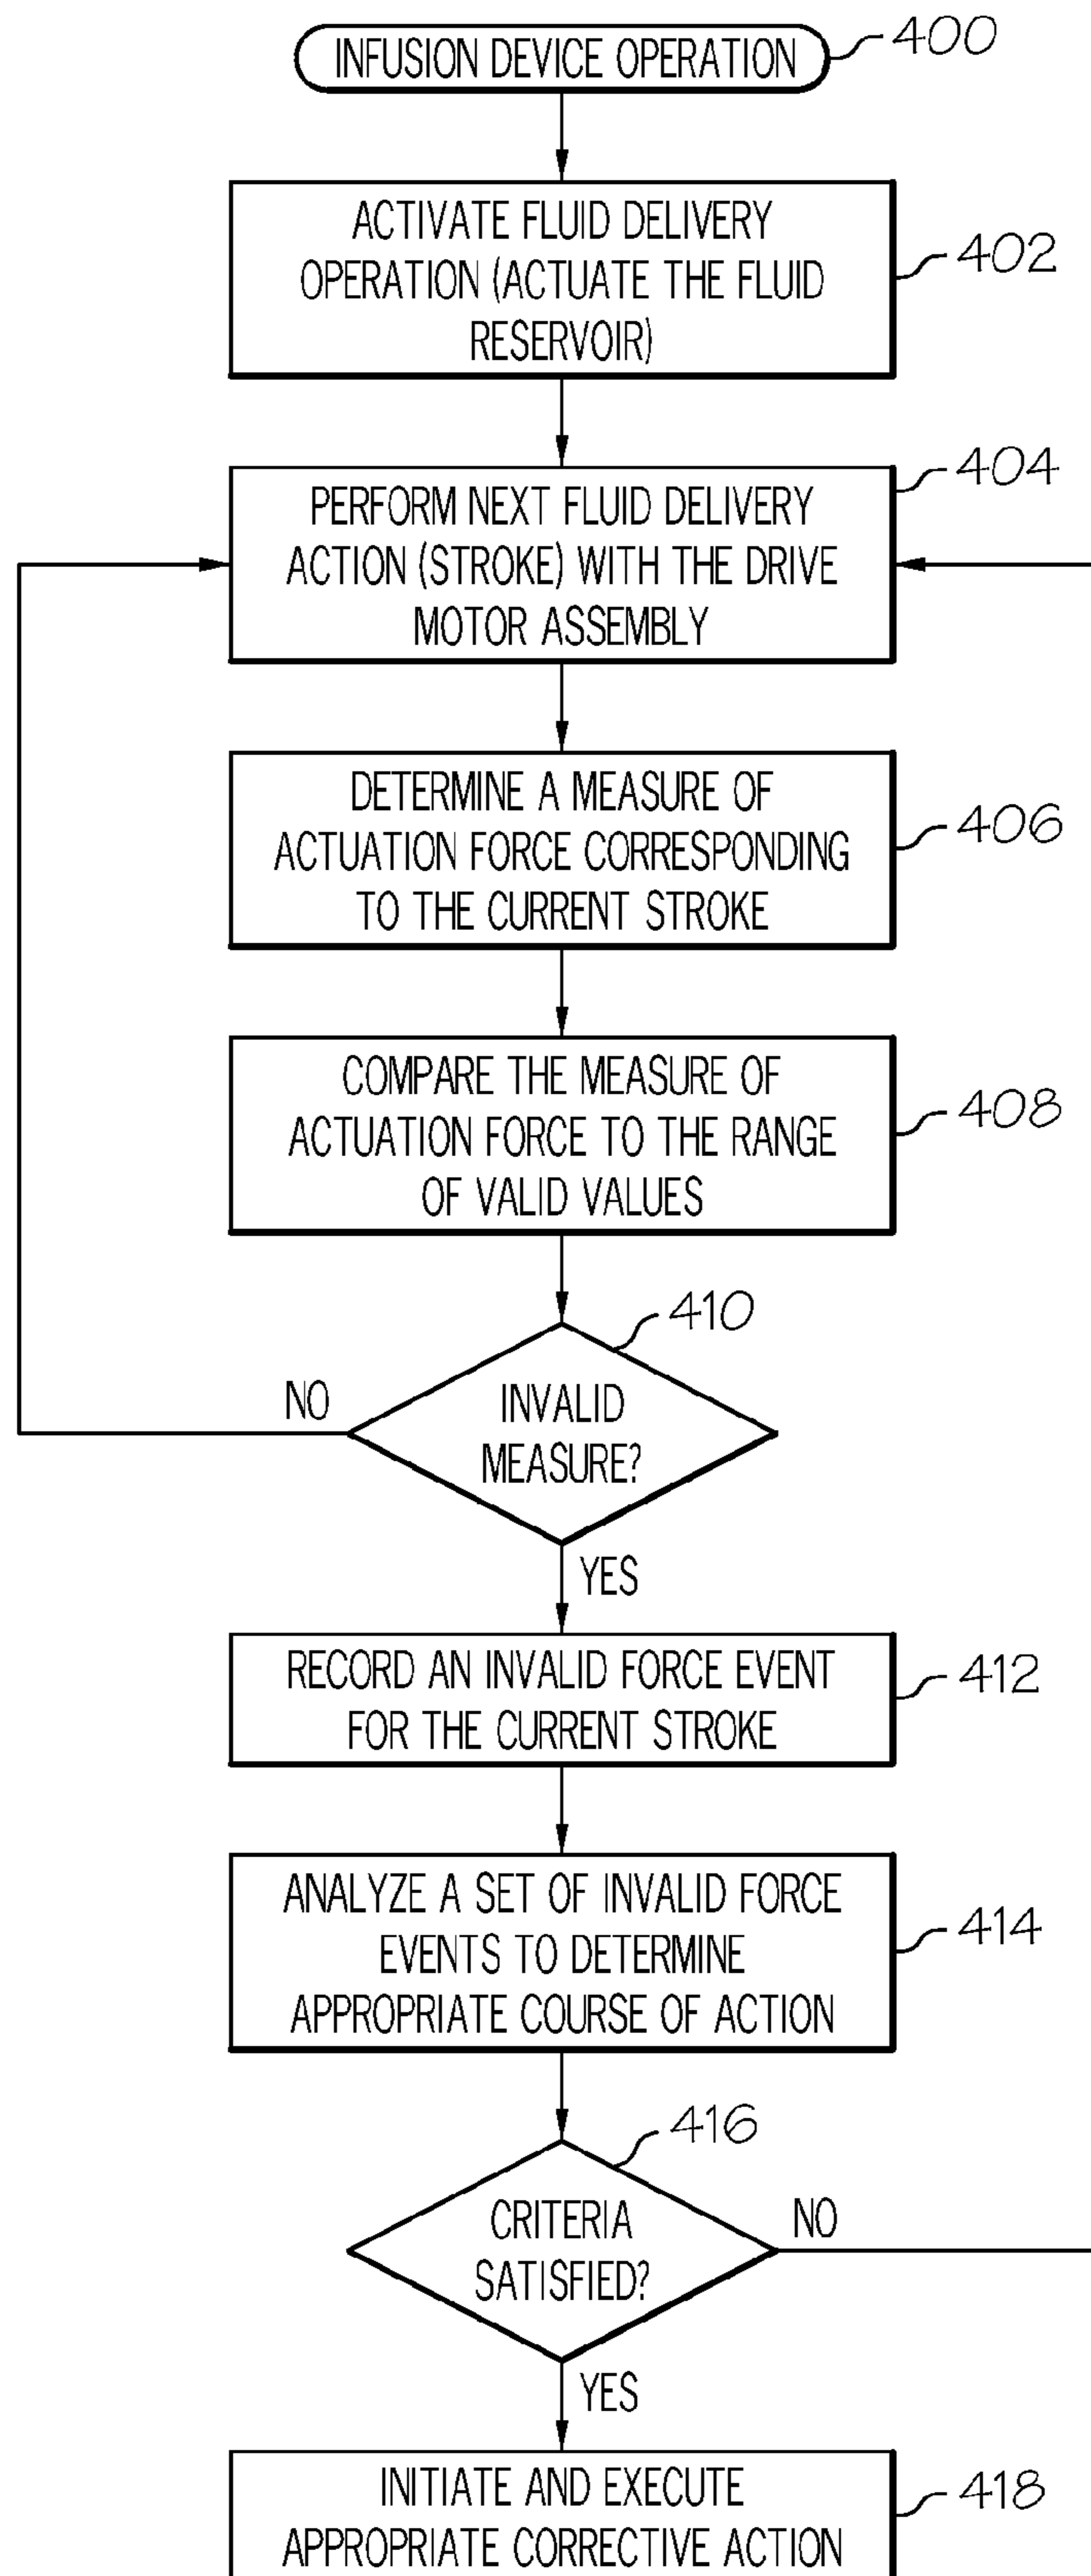 INFUSION DEVICE OPERATION
400
ACTIVATE FLUID DELIVERY
OPERATION (ACTUATE THE FLUID
RESERVOIR)
402
PERFORM NEXT FLUID DELIVERY
ACTION (STROKE) WITH THE DRIVE
MOTOR ASSEMBLY
404
DETERMINE A MEASURE OF
ACTUATION FORCE CORRESPONDING
TO THE CURRENT STROKE
406
COMPARE THE MEASURE OF
ACTUATION FORCE TO THE RANGE
OF VALID VALUES
408
410
INVALID
MEASURE?
NO
YES
RECORD AN INVALID FORCE EVENT
FOR THE CURRENT STROKE
412
ANALYZE A SET OF INVALID FORCE
EVENTS TO DETERMINE
APPROPRIATE COURSE OF ACTION
414
416
CRITERIA
SATISFIED?
NO
YES
INITIATE AND EXECUTE
APPROPRIATE CORRECTIVE ACTION
418